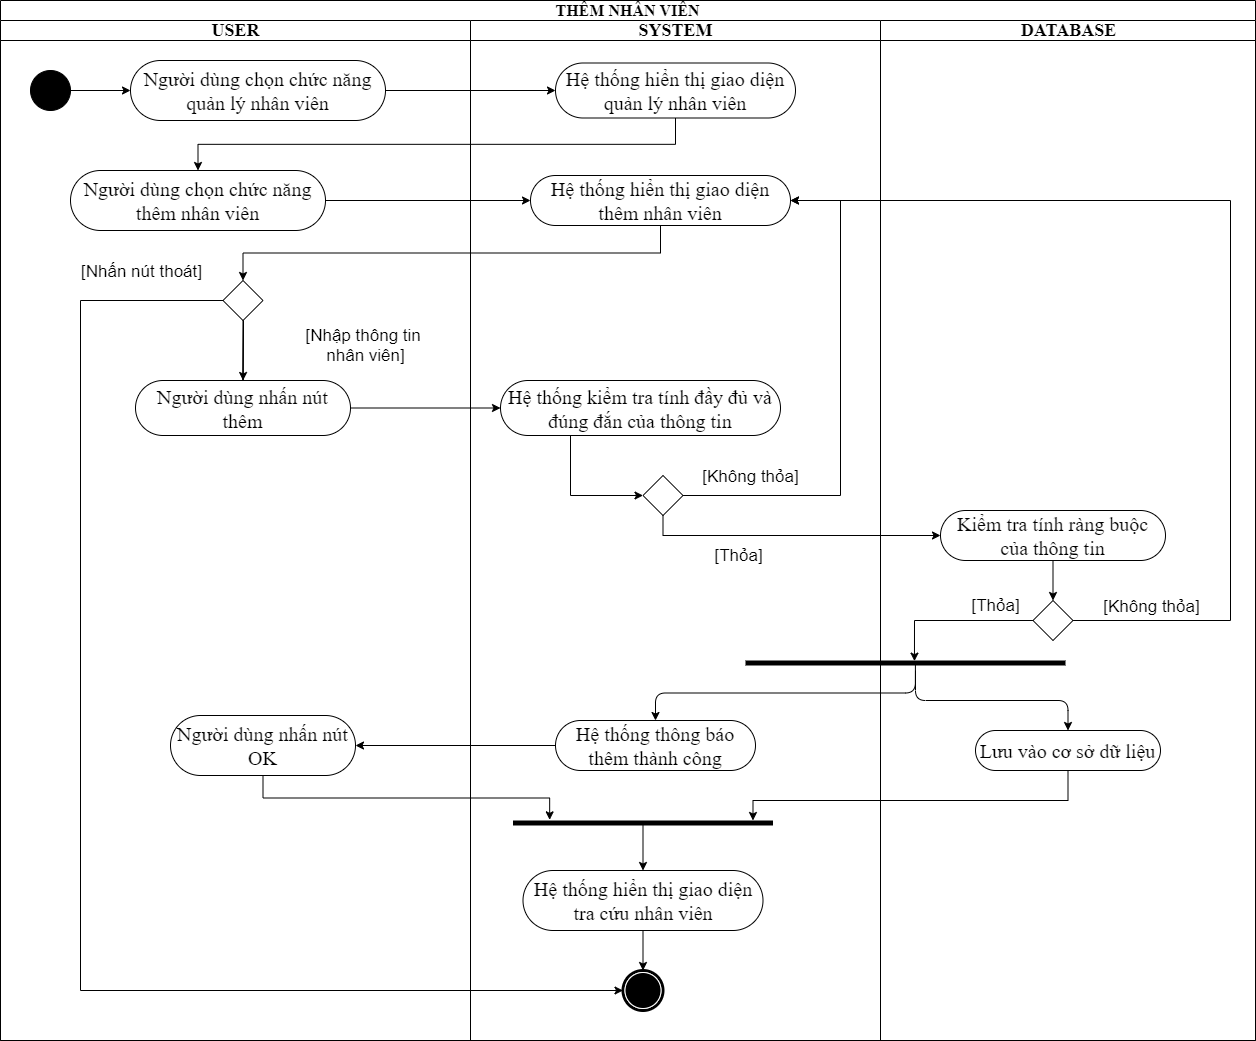 THÊM NHÂN VIÊN
USER
SYSTEM
DATABASE
Người dùng chọn chức năng
quản lý nhân viên
Hệ thống hiển thị giao diện
quản lý nhân viên
Người dùng chọn chức năng
thêm nhân viên
Hệ thống hiển thị giao diện
thêm nhân viên
[Nhấn nút thoát]
[Nhập thông tin
nhân viên]
Người dùng nhấn nút
thêm
Hệ thống kiểm tra tính đầy đủ và
đúng đắn của thông tin
[Không thỏa]
[Thỏa]
Kiểm tra tính ràng buộc
của thông tin
[Thỏa]
[Không thỏa]
Người dùng nhấn nút
OK
Hệ thống thông báo
thêm thành công
Lưu vào cơ sở dữ liệu
Hệ thống hiển thị giao diện
tra cứu nhân viên